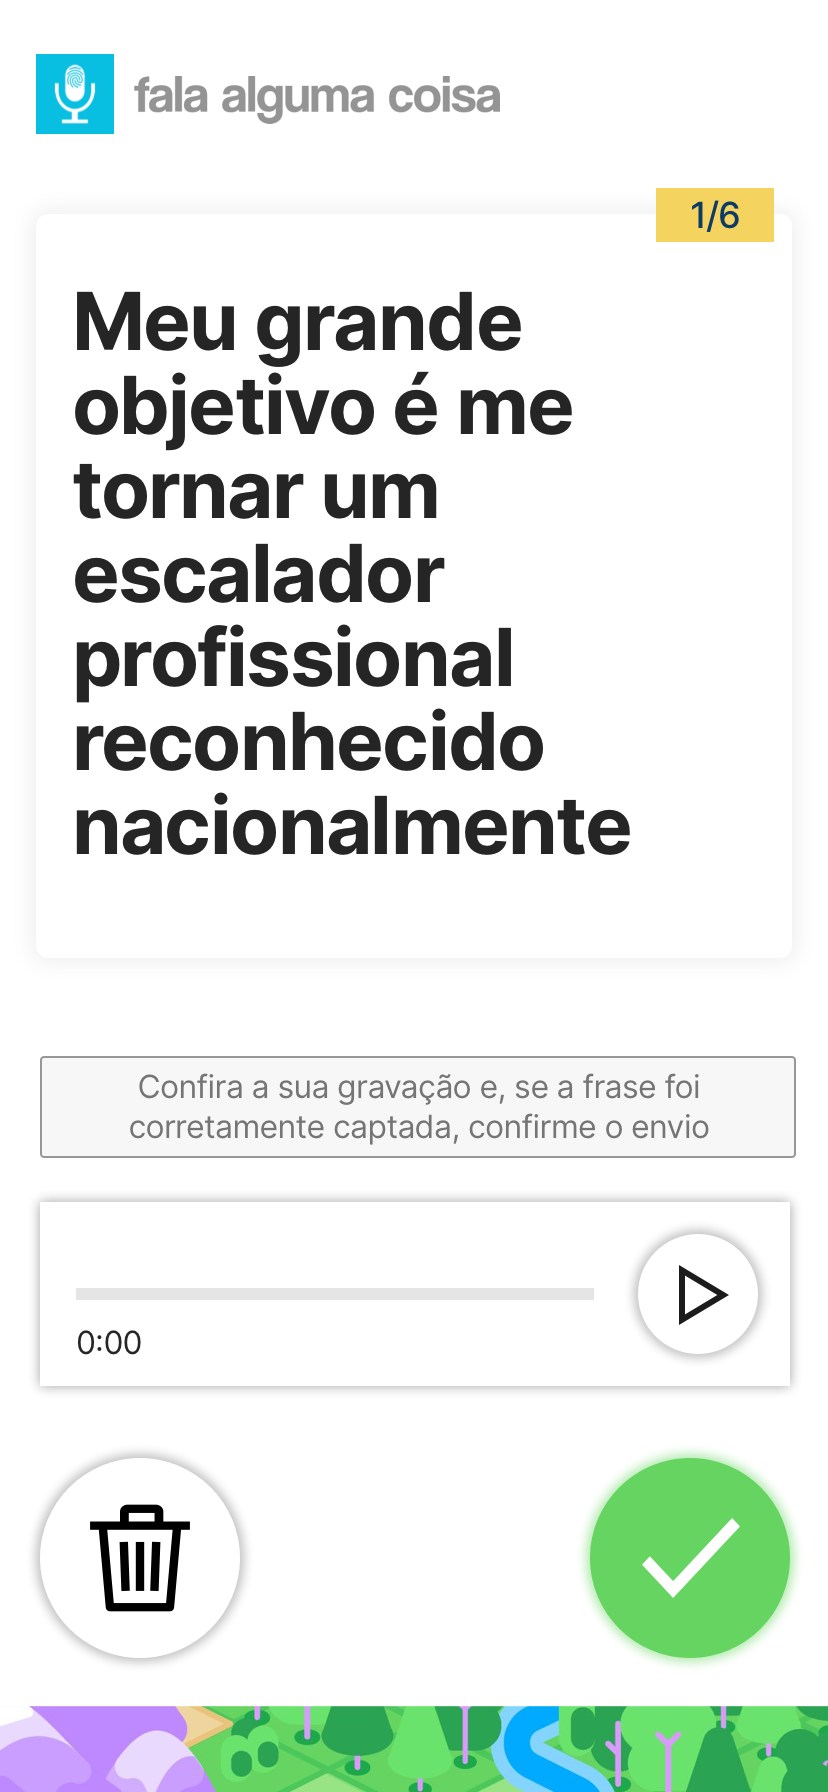 fala alguma coisa
1/6
Meu grande
objetivo é me
tornar um
escalador
profissional
reconhecido
nacionalmente
Confira a sua gravação e, se a frase foi
corretamente captada, confirme o envio
0:00